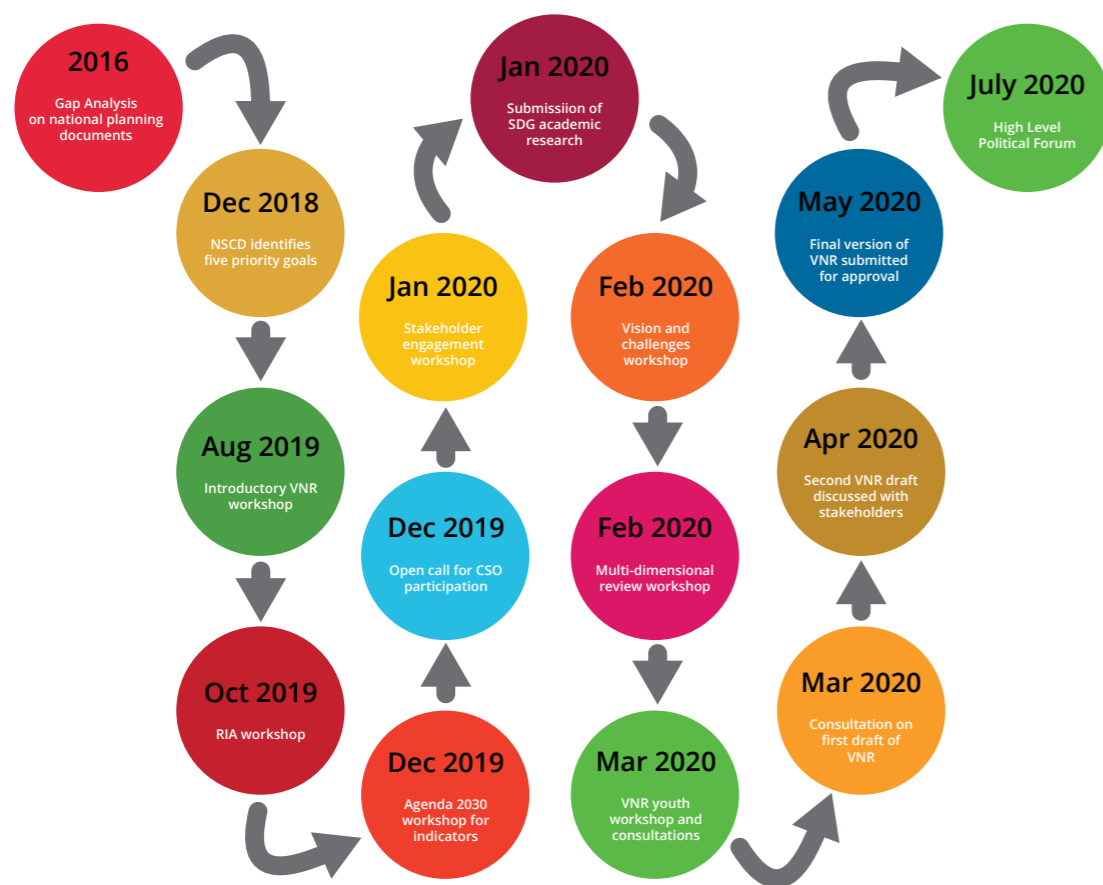 2016
Gap Analysis
on national planning
documents
Dec 2018
NSCD identifies
five priority goals
Aug 2019
Introductory VNR
workshop
Oct 2019
RIA workshop
Dec 2019
Agenda 2030
workshop for
indicators
Dec 2019
Open call for CSO
participation
Jan 2020
Stakeholder
engagement
workshop
Jan 2020
Submissiion of
SDG academic
research
Feb 2020
Vision and
challenges
workshop
Feb 2020
Multi-dimensional
review workshop
Mar 2020
VNR youth
workshop and
consultations
Mar 2020
Consultation on
first draft of
VNR
Apr 2020
Second VNR draft
discussed with
stakeholders
May 2020
Final version of
VNR submitted
for approval
July 2020
High Level
Political Forum